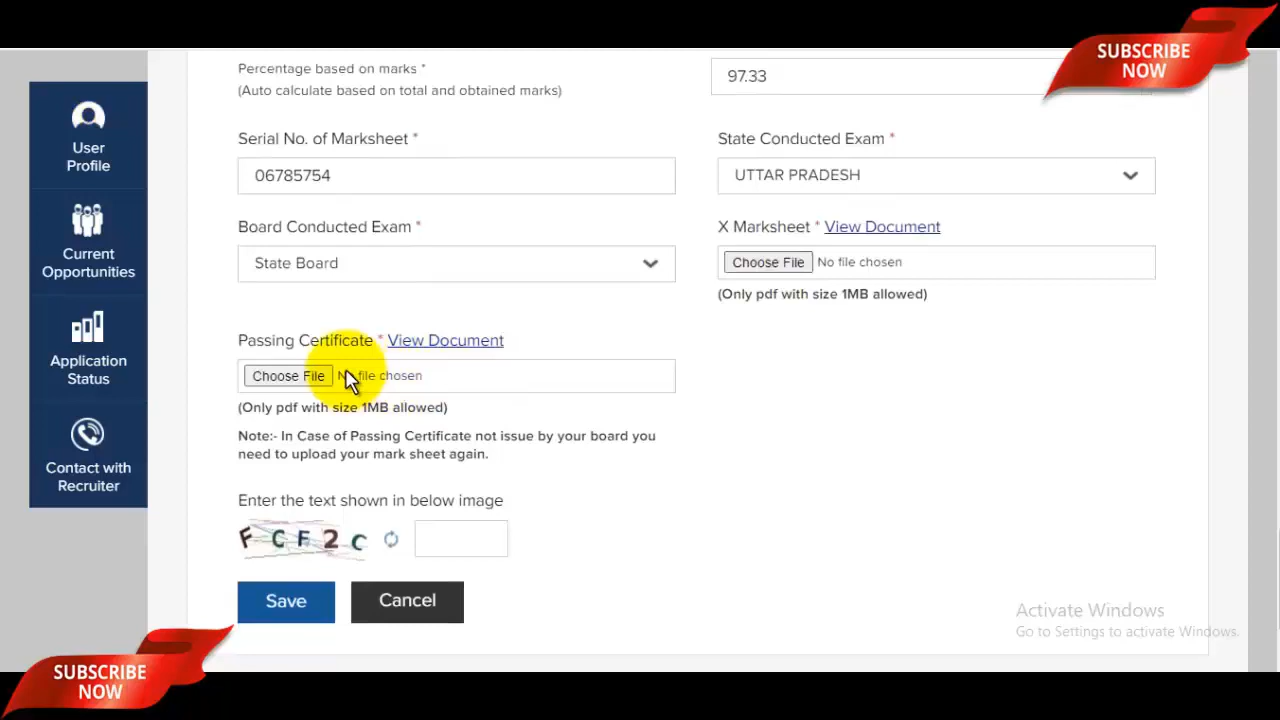 SUBSCRIBE
NOW
Percentage based on marks *
(Auto calculate based on total and obtained marks)
97.33
User
Profile
Serial No. of Marksheet *
06785754
State Conducted Exam *
UTTAR PRADESH
Current
Opportunities
Board Conducted Exam *
State Board
X Marksheet * View Document
Choose File No file chosen
(Only pdf with size 1MB allowed)
Application
Status
Passing Certificate * View Document
Choose File No file chosen
(Only pdf with size 1MB allowed)
Note:- In Case of Passing Certificate not issue by your board you
need to upload your mark sheet again.
Contact with
Recruiter
Enter the text shown in below image
F C F 2 C
Save
Cancel
Activate Windows
Go to Settings to activate Windows.
SUBSCRIBE
NOW